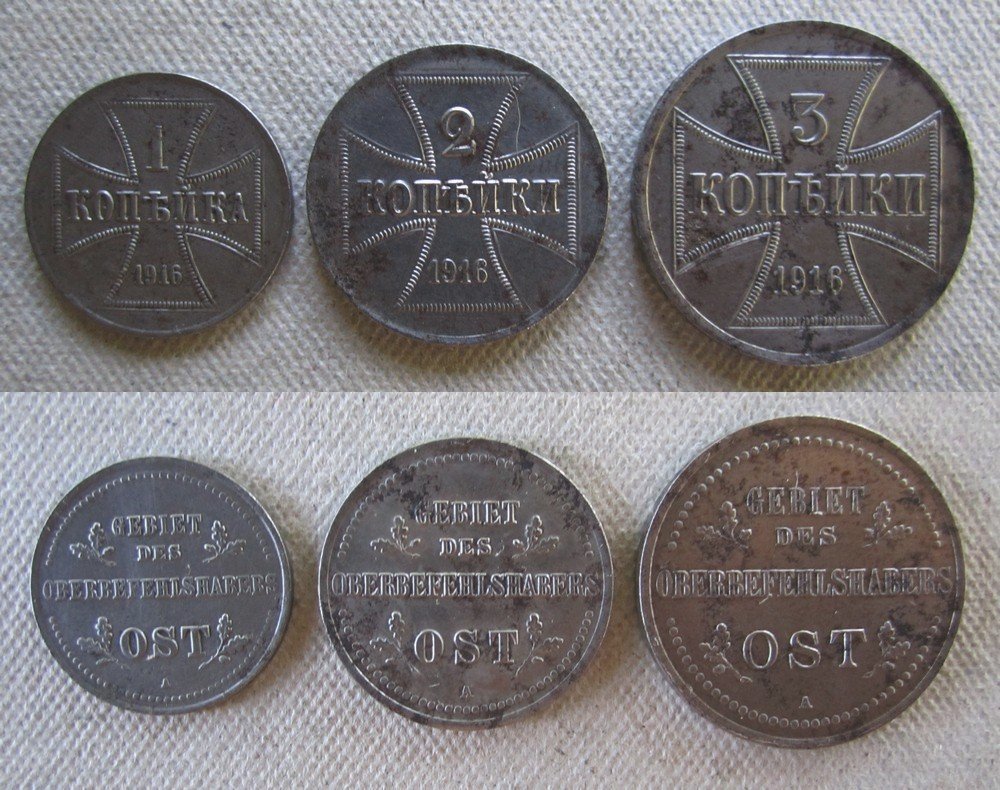 1
КОПѢЙКА
1916
2
КОПѢЙКИ
1916
3
КОПѢЙКИ
1916
GEBIET
DES
OBERBEFEHLSHABERS
OST
A
GEBIET
DES
OBERBEFEHLSHABERS
OST
A
GEBIET
DES
OBERBEFEHLSHABERS
OST
A